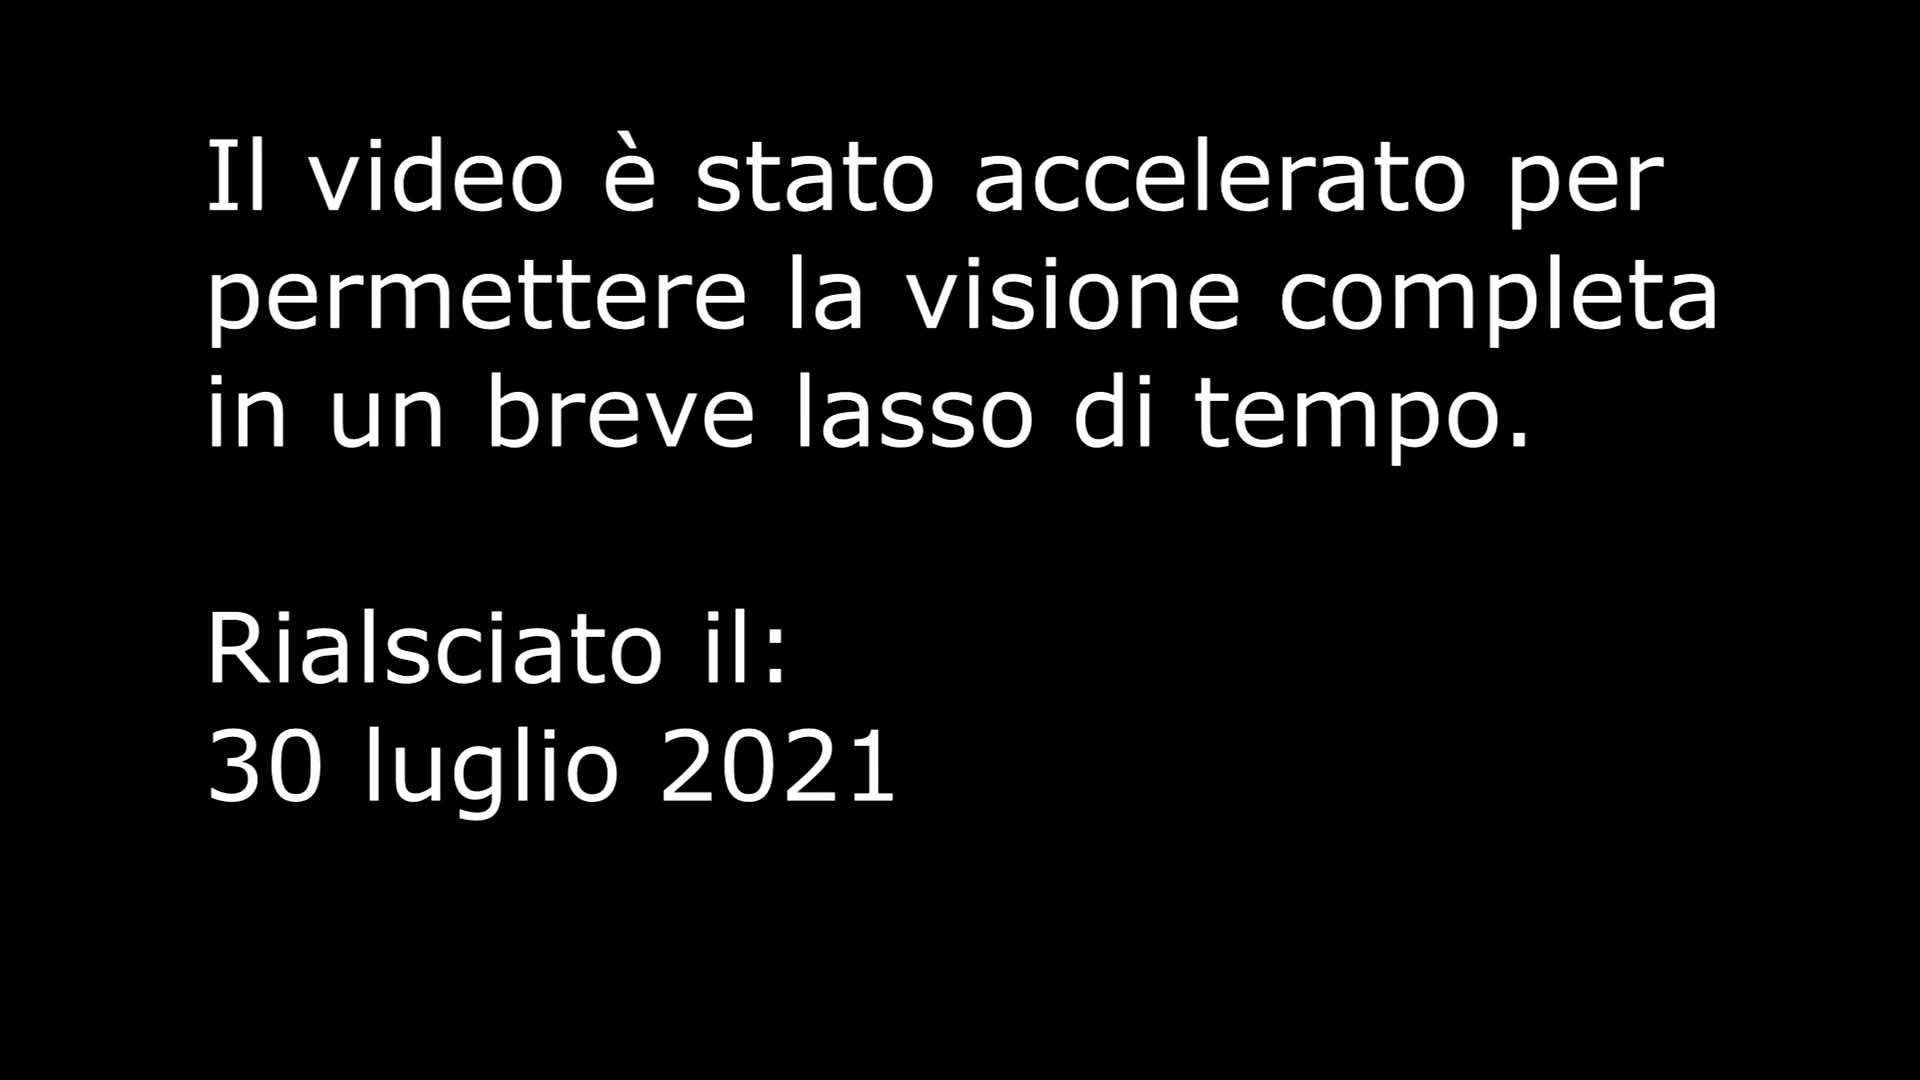 Il video è stato accelerato per
permettere la visione completa
in un breve lasso di tempo.
Rialsciato il:
30 luglio 2021